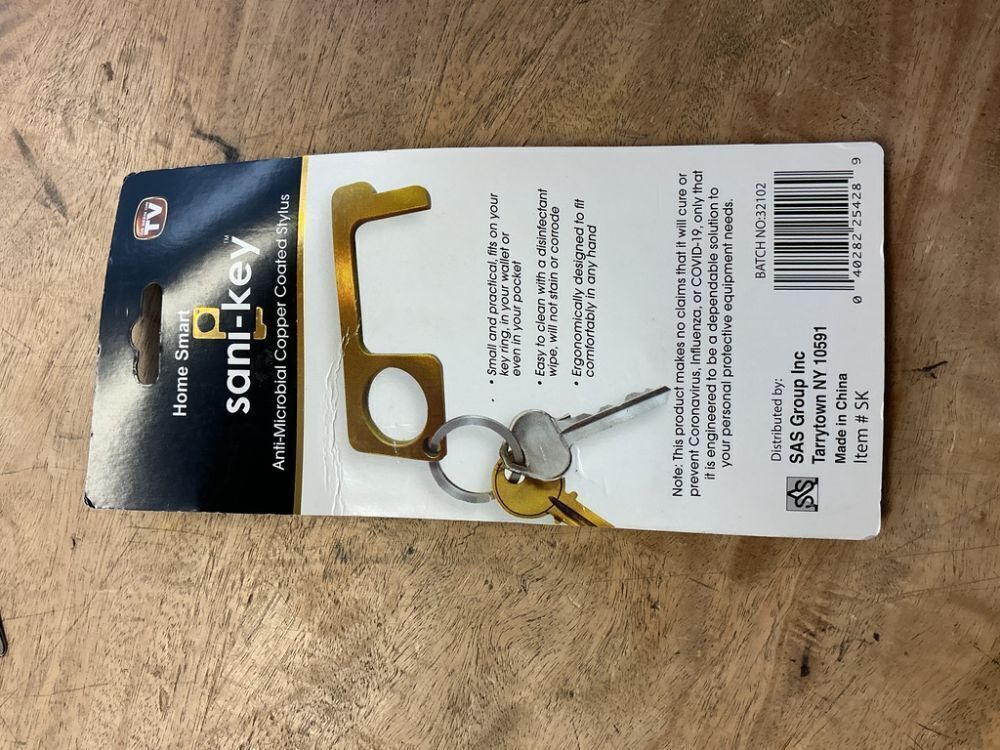 TV
Home Smart
sani-key™
Anti-Microbial Copper Coated Stylus
• Small and practical, fits on your
key ring, in your wallet or
even in your pocket
• Easy to clean with a disinfectant
wipe, will not stain or corrode
• Ergonomically designed to fit
comfortably in any hand
Note: This product makes no claims that it will cure or
prevent Coronavirus, Influenza, or COVID-19, only that
it is engineered to be a dependable solution to
your personal protective equipment needs.
Distributed by:
SAS Group Inc
Tarrytown NY 10591
Made in China
Item # SK
SAS
BATCH NO:32102
0 40282 25428 9